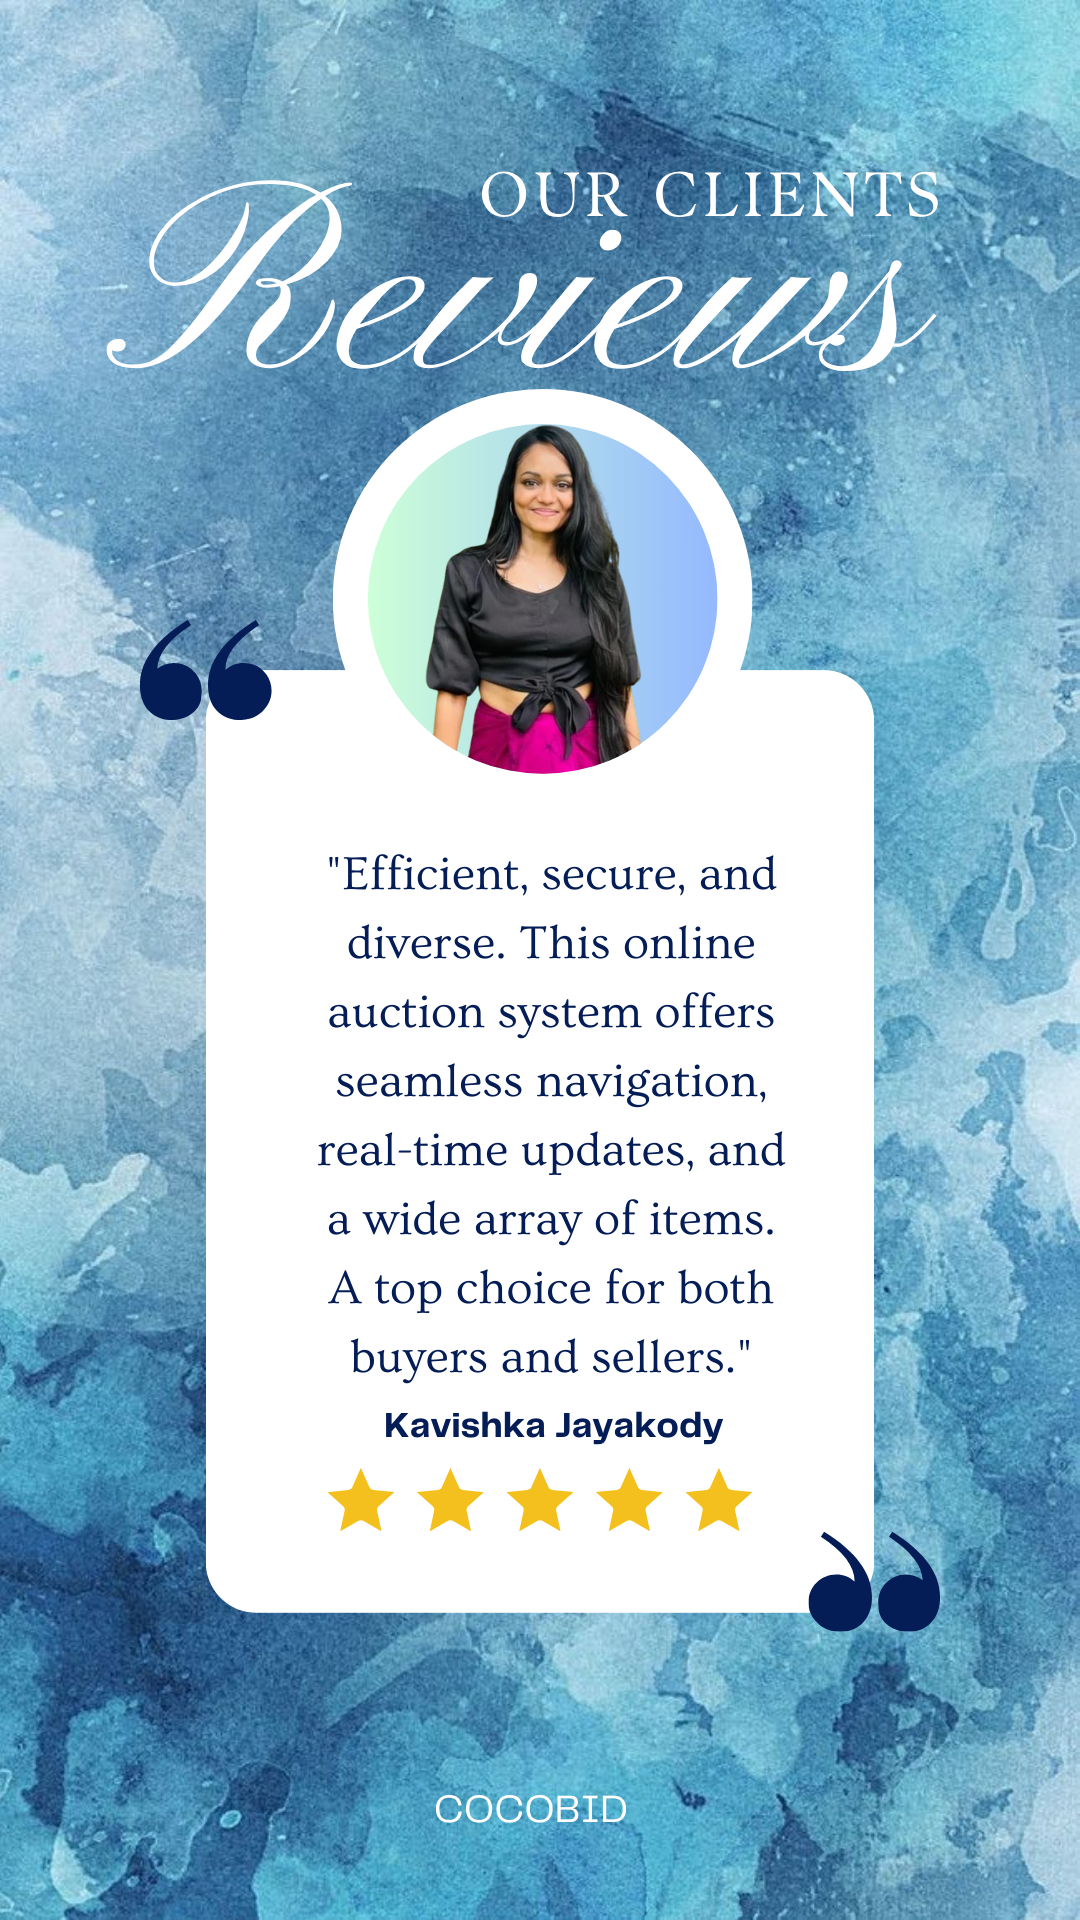 OUR CLIENTS
Reviews
"Efficient, secure, and
diverse. This online
auction system offers
seamless navigation,
real-time updates, and
a wide array of items.
A top choice for both
buyers and sellers."
Kavishka Jayakody
COCOBID